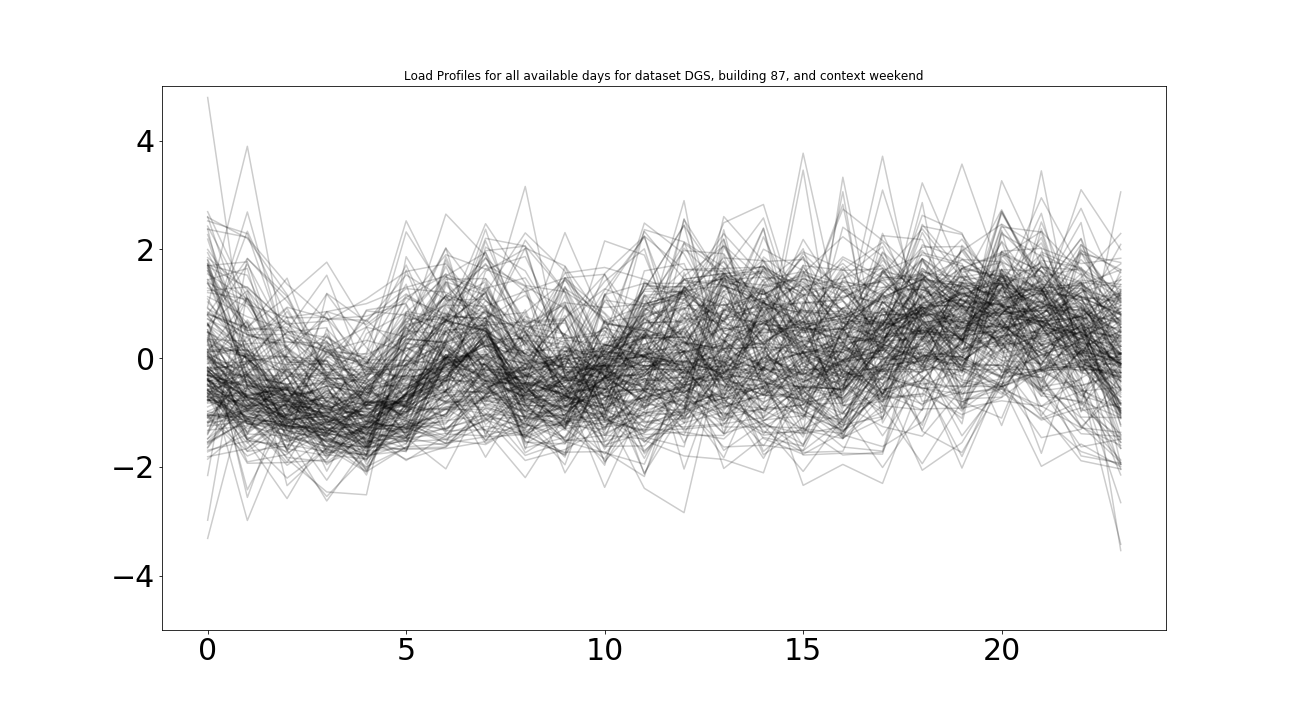 Load Profiles for all available days for dataset DGS, building 87, and context weekend
4
2
0
−2
−4
0 5 10 15 20